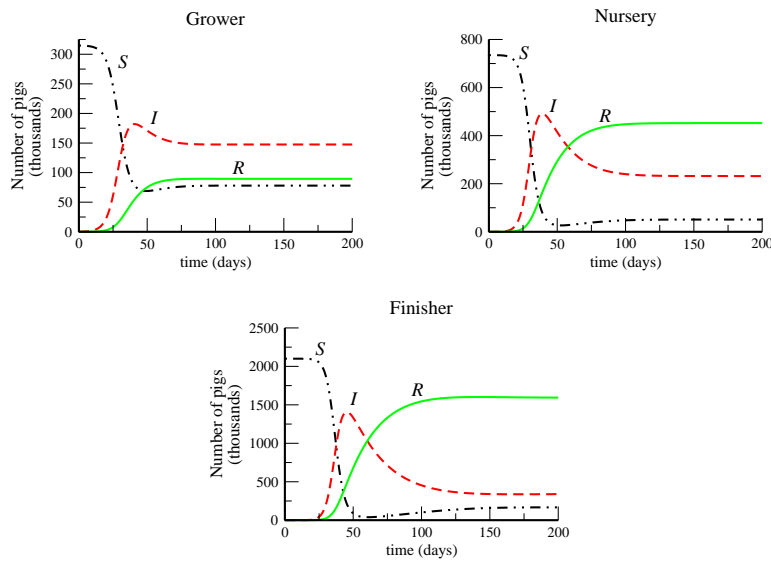 Grower
Number of pigs
(thousands)
300
250
200
150
100
50
0
S
I
R
0
50
100
150
200
time (days)
Nursery
Number of pigs
(thousands)
800
600
400
200
0
S
I
R
0
50
100
150
200
time (days)
Finisher
Number of pigs
(thousands)
2500
2000
1500
1000
500
0
S
I
R
0
50
100
150
200
time (days)